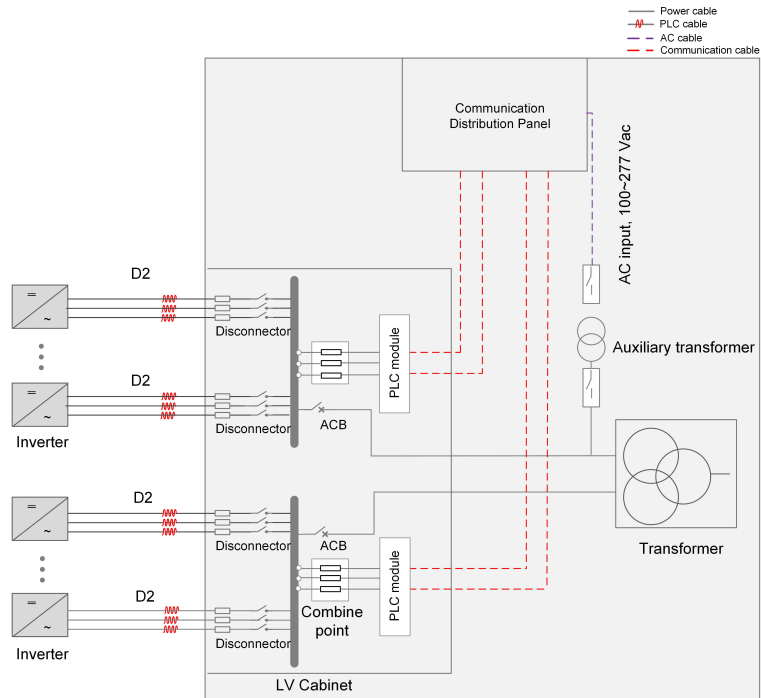 Power cable
PLC cable
AC cable
Communication cable
Communication
Distribution Panel
AC input, 100~277 Vac
D2
=
~
Disconnector
PLC module
Auxiliary transformer
D2
=
~
Disconnector
ACB
Inverter
D2
=
~
Disconnector
ACB
PLC module
Transformer
D2
=
~
Combine
point
Disconnector
Inverter
LV Cabinet